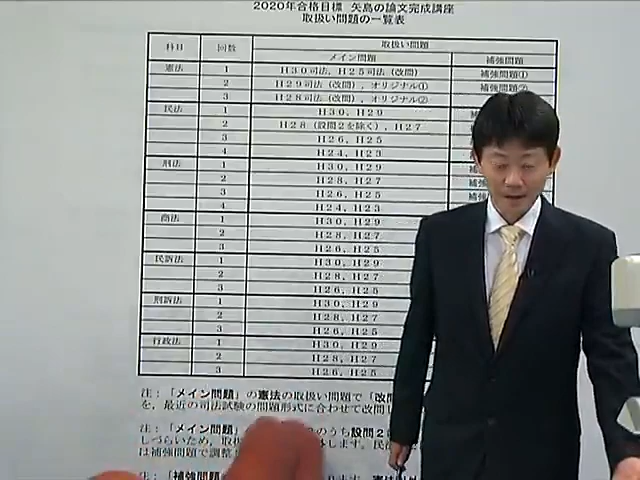 2020年合格目標 矢島の論文完成講座
取扱い問題の一覧表
科目 回数 取扱い問題
メイン問題 補強問題
憲法 1 H30司法，H25司法（改問） 補強問題①
2 H29司法（改問），オリジナル① 補強問題②
3 H28司法（改問），オリジナル②
民法 1 H30，H29
2 H28（設問2を除く），H27
3 H26，H25
4 H24，H23
刑法 1 H30，H29
2 H28，H27
3 H26，H25
4 H24，H23
商法 1 H30，H29
2 H28，H27
3 H26，H25
民訴法 1 H30，H29
2 H28，H27
3 H26，H25
刑訴法 1 H30，H29
2 H28，H27
3 H26，H25
行政法 1 H30，H29
2 H28，H27
3 H26，H25
注：「メイン問題」の憲法の取扱い問題で「改問
を，最近の司法試験の問題形式に合わせて改問し
注：「メイン問題」 のうち設問2
しづらいため，取扱 します。民法
は補強問題で調整
注：「補強問題